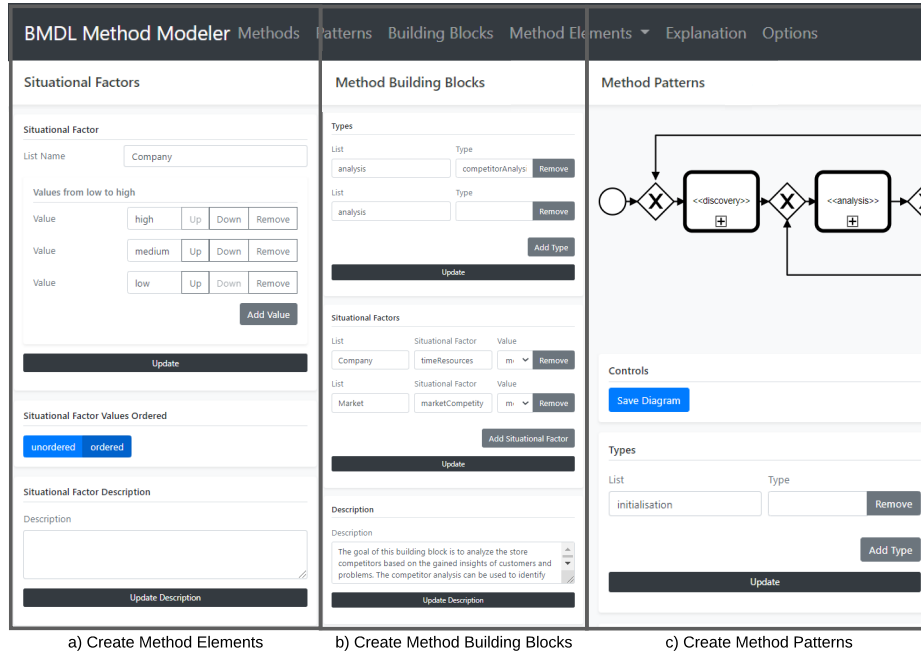 BMDL Method Modeler Methods Patterns Building Blocks Method Elements Explanation Options
Situational Factors
Situational Factor
List Name Company
Values from low to high
Value high Up Down Remove
Value medium Up Down Remove
Value low Up Down Remove
Add Value
Update
Situational Factor Values Ordered
unordered ordered
Situational Factor Description
Description
Update Description
a) Create Method Elements
Method Building Blocks
Types
List Type
analysis competitorAnalysi Remove
List Type
analysis Remove
Add Type
Update
Situational Factors
List Situational Factor Value
Company timeResources Remove
List Situational Factor Value
Market marketCompetity Remove
Add Situational Factor
Update
Description
Description
The goal of this building block is to analyze the store
competitors based on the gained insights of customers and
problems. The competitor analysis can be used to identify
Update Description
b) Create Method Building Blocks
Method Patterns
X <<discovery>> X <<analysis>>
Controls
Save Diagram
Types
List Type
initialisation Remove
Add Type
Update
c) Create Method Patterns